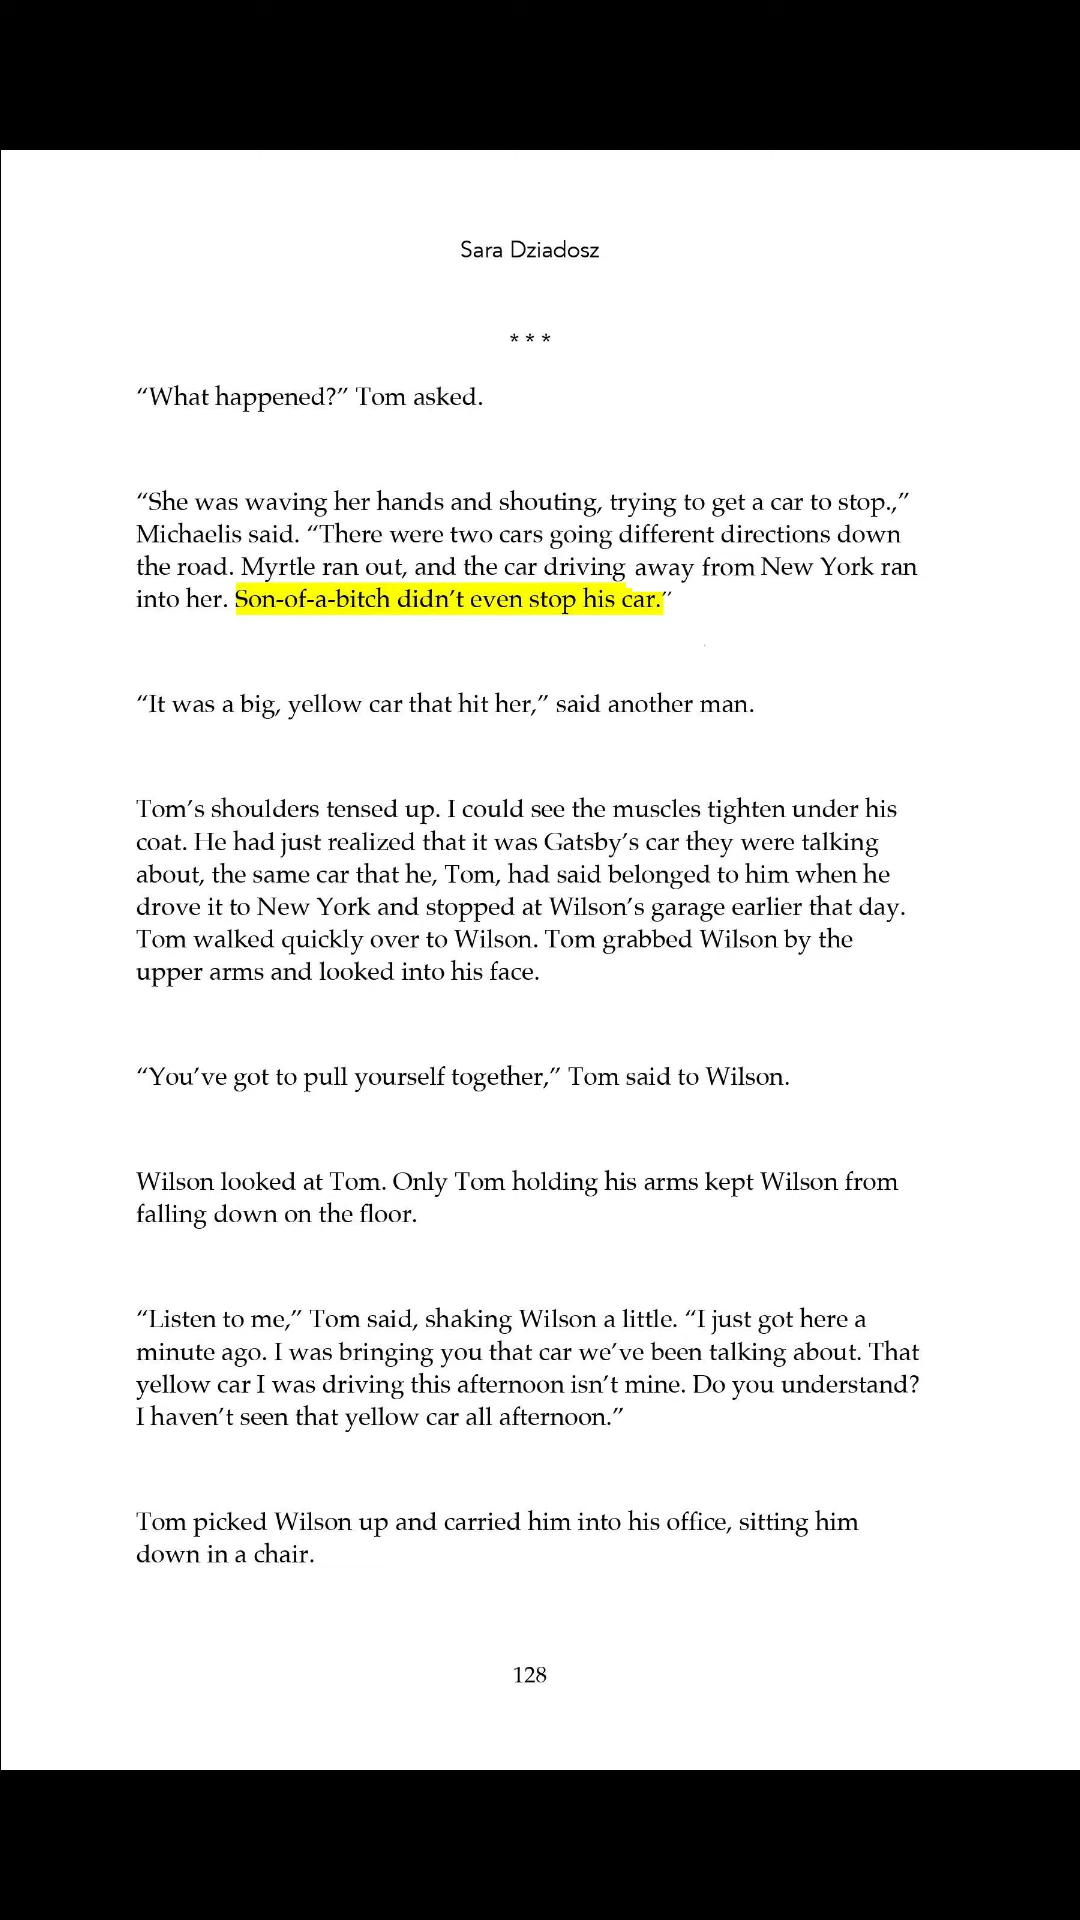 Sara Dziadosz
* * *
“What happened?” Tom asked.
“She was waving her hands and shouting, trying to get a car to stop.,”
Michaelis said. “There were two cars going different directions down
the road. Myrtle ran out, and the car driving away from New York ran
into her. Son-of-a-bitch didn’t even stop his car.”
“It was a big, yellow car that hit her,” said another man.
Tom’s shoulders tensed up. I could see the muscles tighten under his
coat. He had just realized that it was Gatsby’s car they were talking
about, the same car that he, Tom, had said belonged to him when he
drove it to New York and stopped at Wilson’s garage earlier that day.
Tom walked quickly over to Wilson. Tom grabbed Wilson by the
upper arms and looked into his face.
“You’ve got to pull yourself together,” Tom said to Wilson.
Wilson looked at Tom. Only Tom holding his arms kept Wilson from
falling down on the floor.
“Listen to me,” Tom said, shaking Wilson a little. “I just got here a
minute ago. I was bringing you that car we’ve been talking about. That
yellow car I was driving this afternoon isn’t mine. Do you understand?
I haven’t seen that yellow car all afternoon.”
Tom picked Wilson up and carried him into his office, sitting him
down in a chair.
128